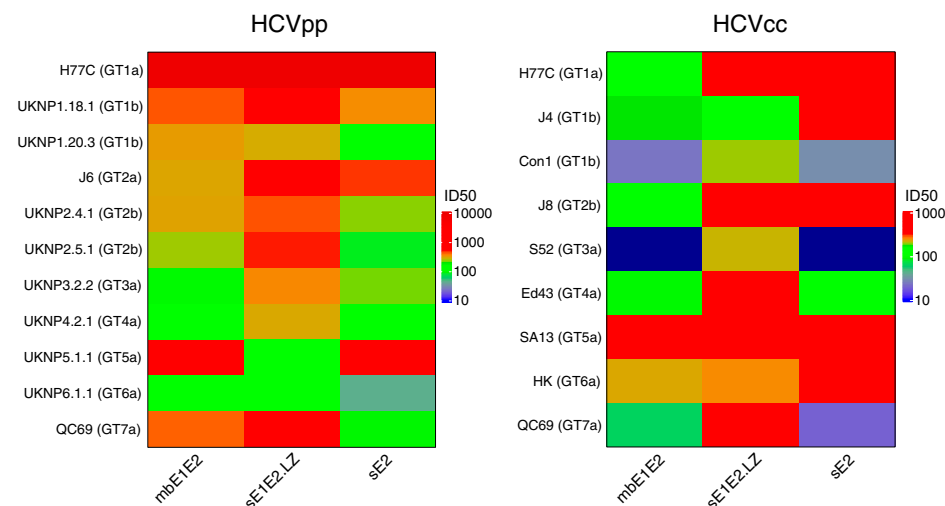 HCVpp
H77C (GT1a)
UKNP1.18.1 (GT1b)
UKNP1.20.3 (GT1b)
J6 (GT2a)
UKNP2.4.1 (GT2b)
UKNP2.5.1 (GT2b)
UKNP3.2.2 (GT3a)
UKNP4.2.1 (GT4a)
UKNP5.1.1 (GT5a)
UKNP6.1.1 (GT6a)
QC69 (GT7a)
mbE1E2
sE1E2.LZ
sE2
ID50
10000
1000
100
10
HCVcc
H77C (GT1a)
J4 (GT1b)
Con1 (GT1b)
J8 (GT2b)
S52 (GT3a)
Ed43 (GT4a)
SA13 (GT5a)
HK (GT6a)
QC69 (GT7a)
mbE1E2
sE1E2.LZ
sE2
ID50
1000
100
10